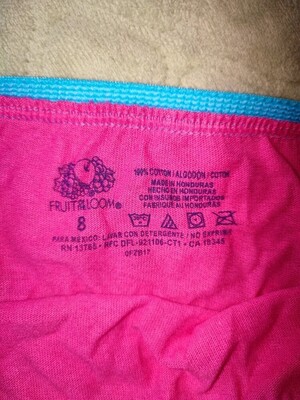 FRUIT OF THE LOOM®
8
100% COTTON / ALGODÓN / COTON
MADE IN HONDURAS
HECHO EN HONDURAS
CON INSUMOS IMPORTADOS
FABRIQUÉ AU HONDURAS
PARA MEXICO: LAVAR CON DETERGENTE / NO EXPRIMIR
RN 13765 - RFC DFL-921106-CT1 - CA 19345